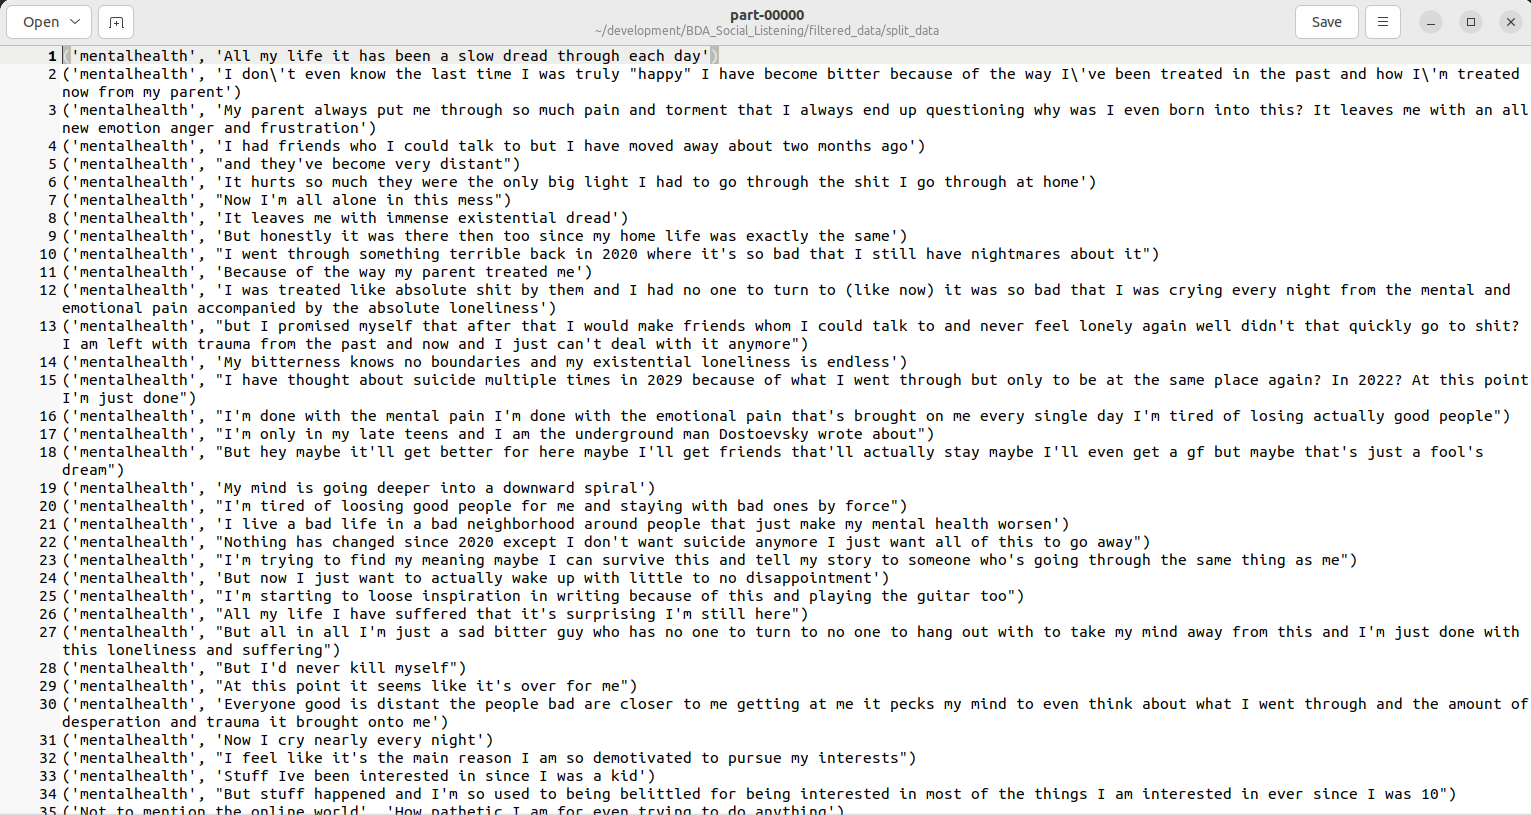 Open
part-00000
~/development/BDA_Social_Listening/filtered_data/split_data
Save
1 ('mentalhealth', 'All my life it has been a slow dread through each day')
2 ('mentalhealth', 'I don\'t even know the last time I was truly "happy" I have become bitter because of the way I\'ve been treated in the past and how I\'m treated
now from my parent')
3 ('mentalhealth', 'My parent always put me through so much pain and torment that I always end up questioning why was I even born into this? It leaves me with an all
new emotion anger and frustration')
4 ('mentalhealth', 'I had friends who I could talk to but I have moved away about two months ago')
5 ('mentalhealth', "and they've become very distant")
6 ('mentalhealth', 'It hurts so much they were the only big light I had to go through the shit I go through at home')
7 ('mentalhealth', "Now I'm all alone in this mess")
8 ('mentalhealth', 'It leaves me with immense existential dread')
9 ('mentalhealth', 'But honestly it was there then too since my home life was exactly the same')
10 ('mentalhealth', "I went through something terrible back in 2020 where it's so bad that I still have nightmares about it")
11 ('mentalhealth', 'Because of the way my parent treated me')
12 ('mentalhealth', 'I was treated like absolute shit by them and I had no one to turn to (like now) it was so bad that I was crying every night from the mental and
emotional pain accompanied by the absolute loneliness')
13 ('mentalhealth', "but I promised myself that after that I would make friends whom I could talk to and never feel lonely again well didn't that quickly go to shit?
I am left with trauma from the past and now and I just can't deal with it anymore")
14 ('mentalhealth', 'My bitterness knows no boundaries and my existential loneliness is endless')
15 ('mentalhealth', "I have thought about suicide multiple times in 2029 because of what I went through but only to be at the same place again? In 2022? At this point
I'm just done")
16 ('mentalhealth', "I'm done with the mental pain I'm done with the emotional pain that's brought on me every single day I'm tired of losing actually good people")
17 ('mentalhealth', "I'm only in my late teens and I am the underground man Dostoevsky wrote about")
18 ('mentalhealth', "But hey maybe it'll get better for here maybe I'll get friends that'll actually stay maybe I'll even get a gf but maybe that's just a fool's
dream")
19 ('mentalhealth', 'My mind is going deeper into a downward spiral')
20 ('mentalhealth', "I'm tired of loosing good people for me and staying with bad ones by force")
21 ('mentalhealth', 'I live a bad life in a bad neighborhood around people that just make my mental health worsen')
22 ('mentalhealth', "Nothing has changed since 2020 except I don't want suicide anymore I just want all of this to go away")
23 ('mentalhealth', "I'm trying to find my meaning maybe I can survive this and tell my story to someone who's going through the same thing as me")
24 ('mentalhealth', 'But now I just want to actually wake up with little to no disappointment')
25 ('mentalhealth', "I'm starting to loose inspiration in writing because of this and playing the guitar too")
26 ('mentalhealth', "All my life I have suffered that it's surprising I'm still here")
27 ('mentalhealth', "But all in all I'm just a sad bitter guy who has no one to turn to no one to hang out with to take my mind away from this and I'm just done with
this loneliness and suffering")
28 ('mentalhealth', "But I'd never kill myself")
29 ('mentalhealth', "At this point it seems like it's over for me")
30 ('mentalhealth', 'Everyone good is distant the people bad are closer to me getting at me it pecks my mind to even think about what I went through and the amount of
desperation and trauma it brought onto me')
31 ('mentalhealth', 'Now I cry nearly every night')
32 ('mentalhealth', "I feel like it's the main reason I am so demotivated to pursue my interests")
33 ('mentalhealth', 'Stuff Ive been interested in since I was a kid')
34 ('mentalhealth', "But stuff happened and I'm so used to being belittled for being interested in most of the things I am interested in ever since I was 10")
35 ('Not to mention the online world', 'How pathetic I am for even trying to do anything')